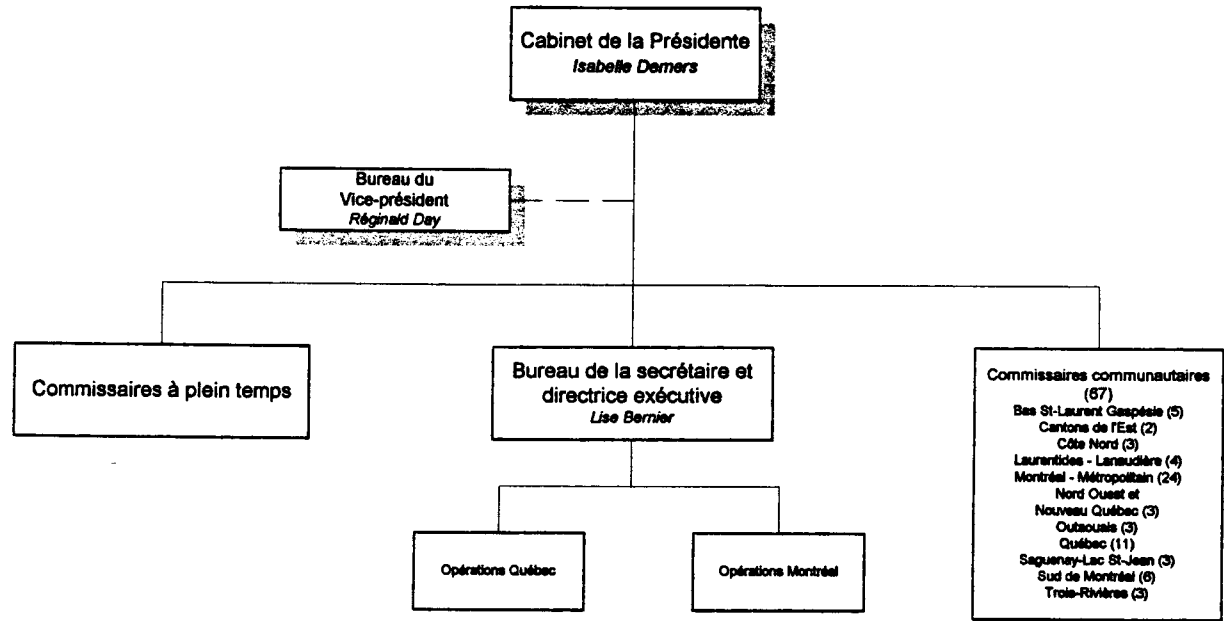 Cabinet de la Présidente
Isabelle Demers
Bureau du
Vice-président
Réginald Day
Commissaires à plein temps
Bureau de la secrétaire et
directrice exécutive
Lise Bernier
Opérations Québec
Opérations Montréal
Commissaires communautaires
(67)
Bas St-Laurent Gaspésie (5)
Cantons de l'Est (2)
Côte Nord (3)
Laurentides - Lanaudière (4)
Montréal - Métropolitain (24)
Nord Ouest et
Nouveau Québec (3)
Outaouais (3)
Québec (11)
Saguenay-Lac St-Jean (3)
Sud de Montréal (6)
Trois-Rivières (3)